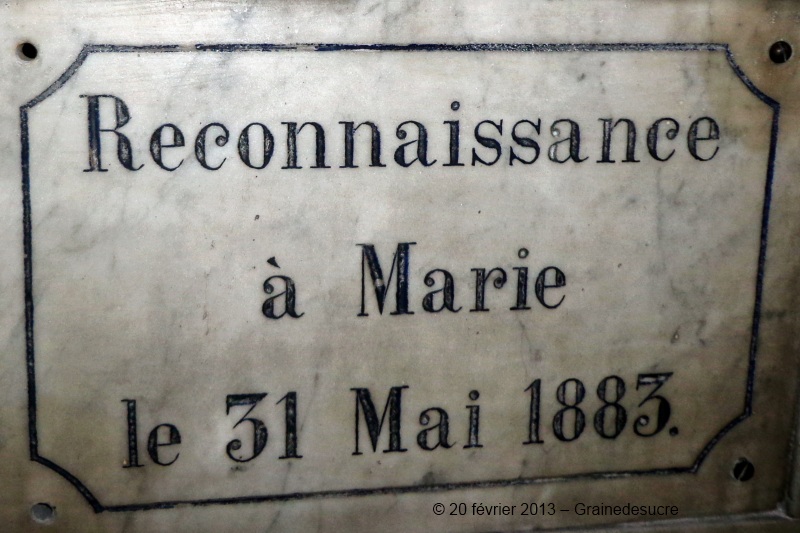 Reconnaissance
à Marie
le 31 Mai 1883.
© 20 février 2013 – Grainedesucre